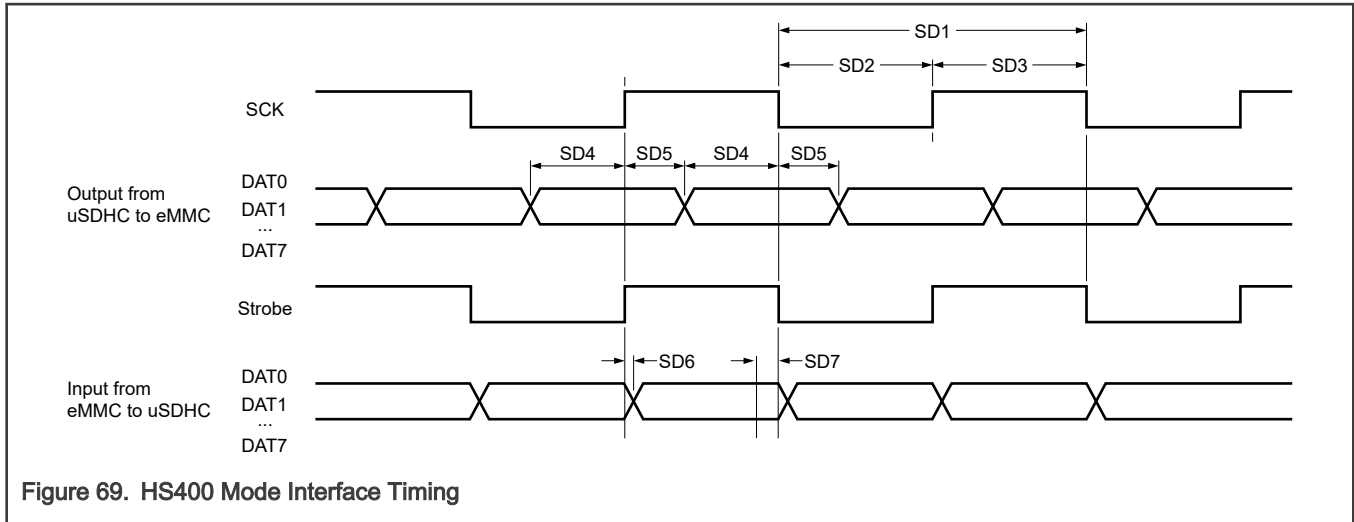 SD1
SD2 SD3
SCK
SD4 SD5 SD4 SD5
Output from
uSDHC to eMMC
DAT0
DAT1
...
DAT7
Strobe
SD6 SD7
Input from
eMMC to uSDHC
DAT0
DAT1
...
DAT7
Figure 69. HS400 Mode Interface Timing